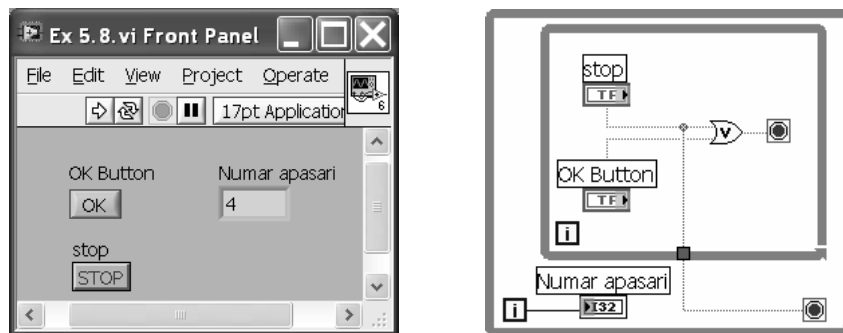 Ex 5.8.vi Front Panel
File Edit View Project Operate
17pt Application
6
OK Button Numar apasari
OK 4
stop
STOP
stop
TF
V
OK Button
TF
i
Numar apasari
i I32